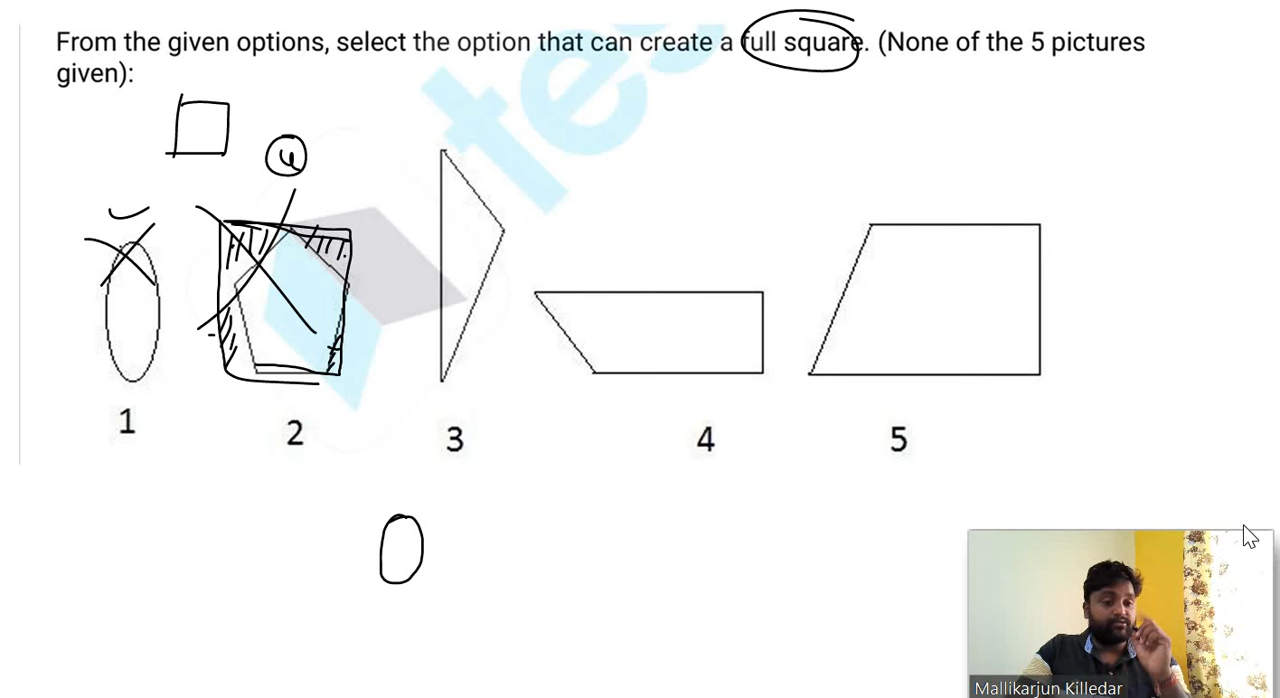 From the given options, select the option that can create a full square. (None of the 5 pictures
given):
4
1
2
3
4
5
Mallikarjun Killedar